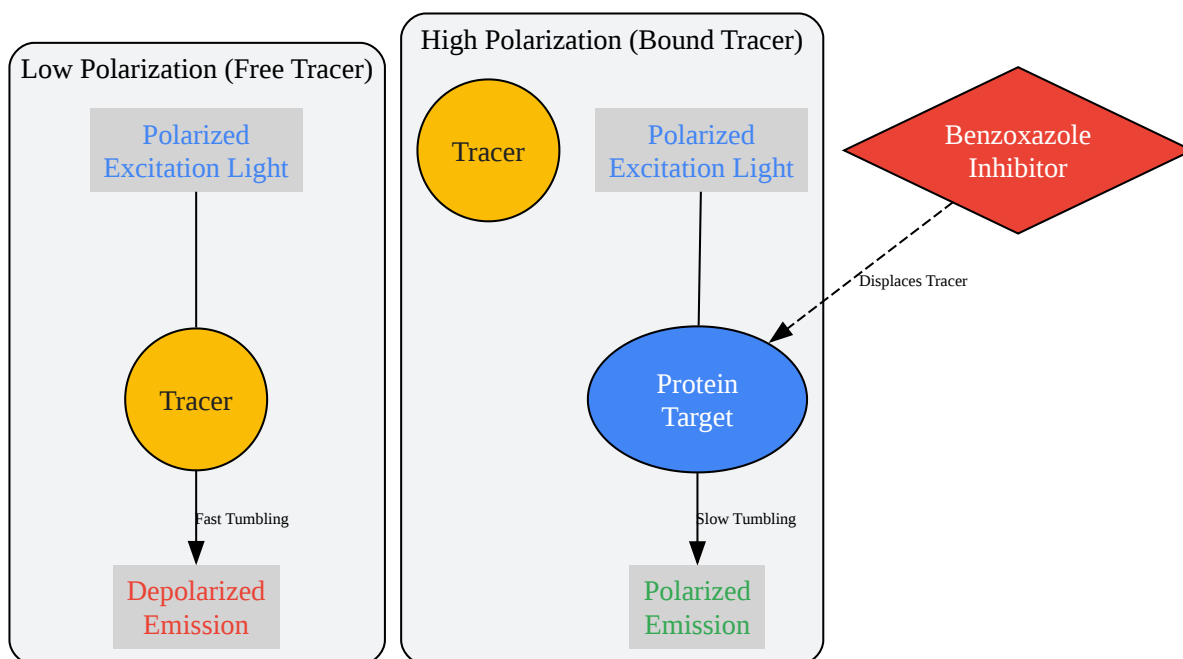 Low Polarization (Free Tracer)
Polarized
Excitation Light
Tracer
Fast Tumbling
Depolarized
Emission
High Polarization (Bound Tracer)
Tracer
Polarized
Excitation Light
Protein
Target
Slow Tumbling
Polarized
Emission
Benzoxazole
Inhibitor
Displaces Tracer